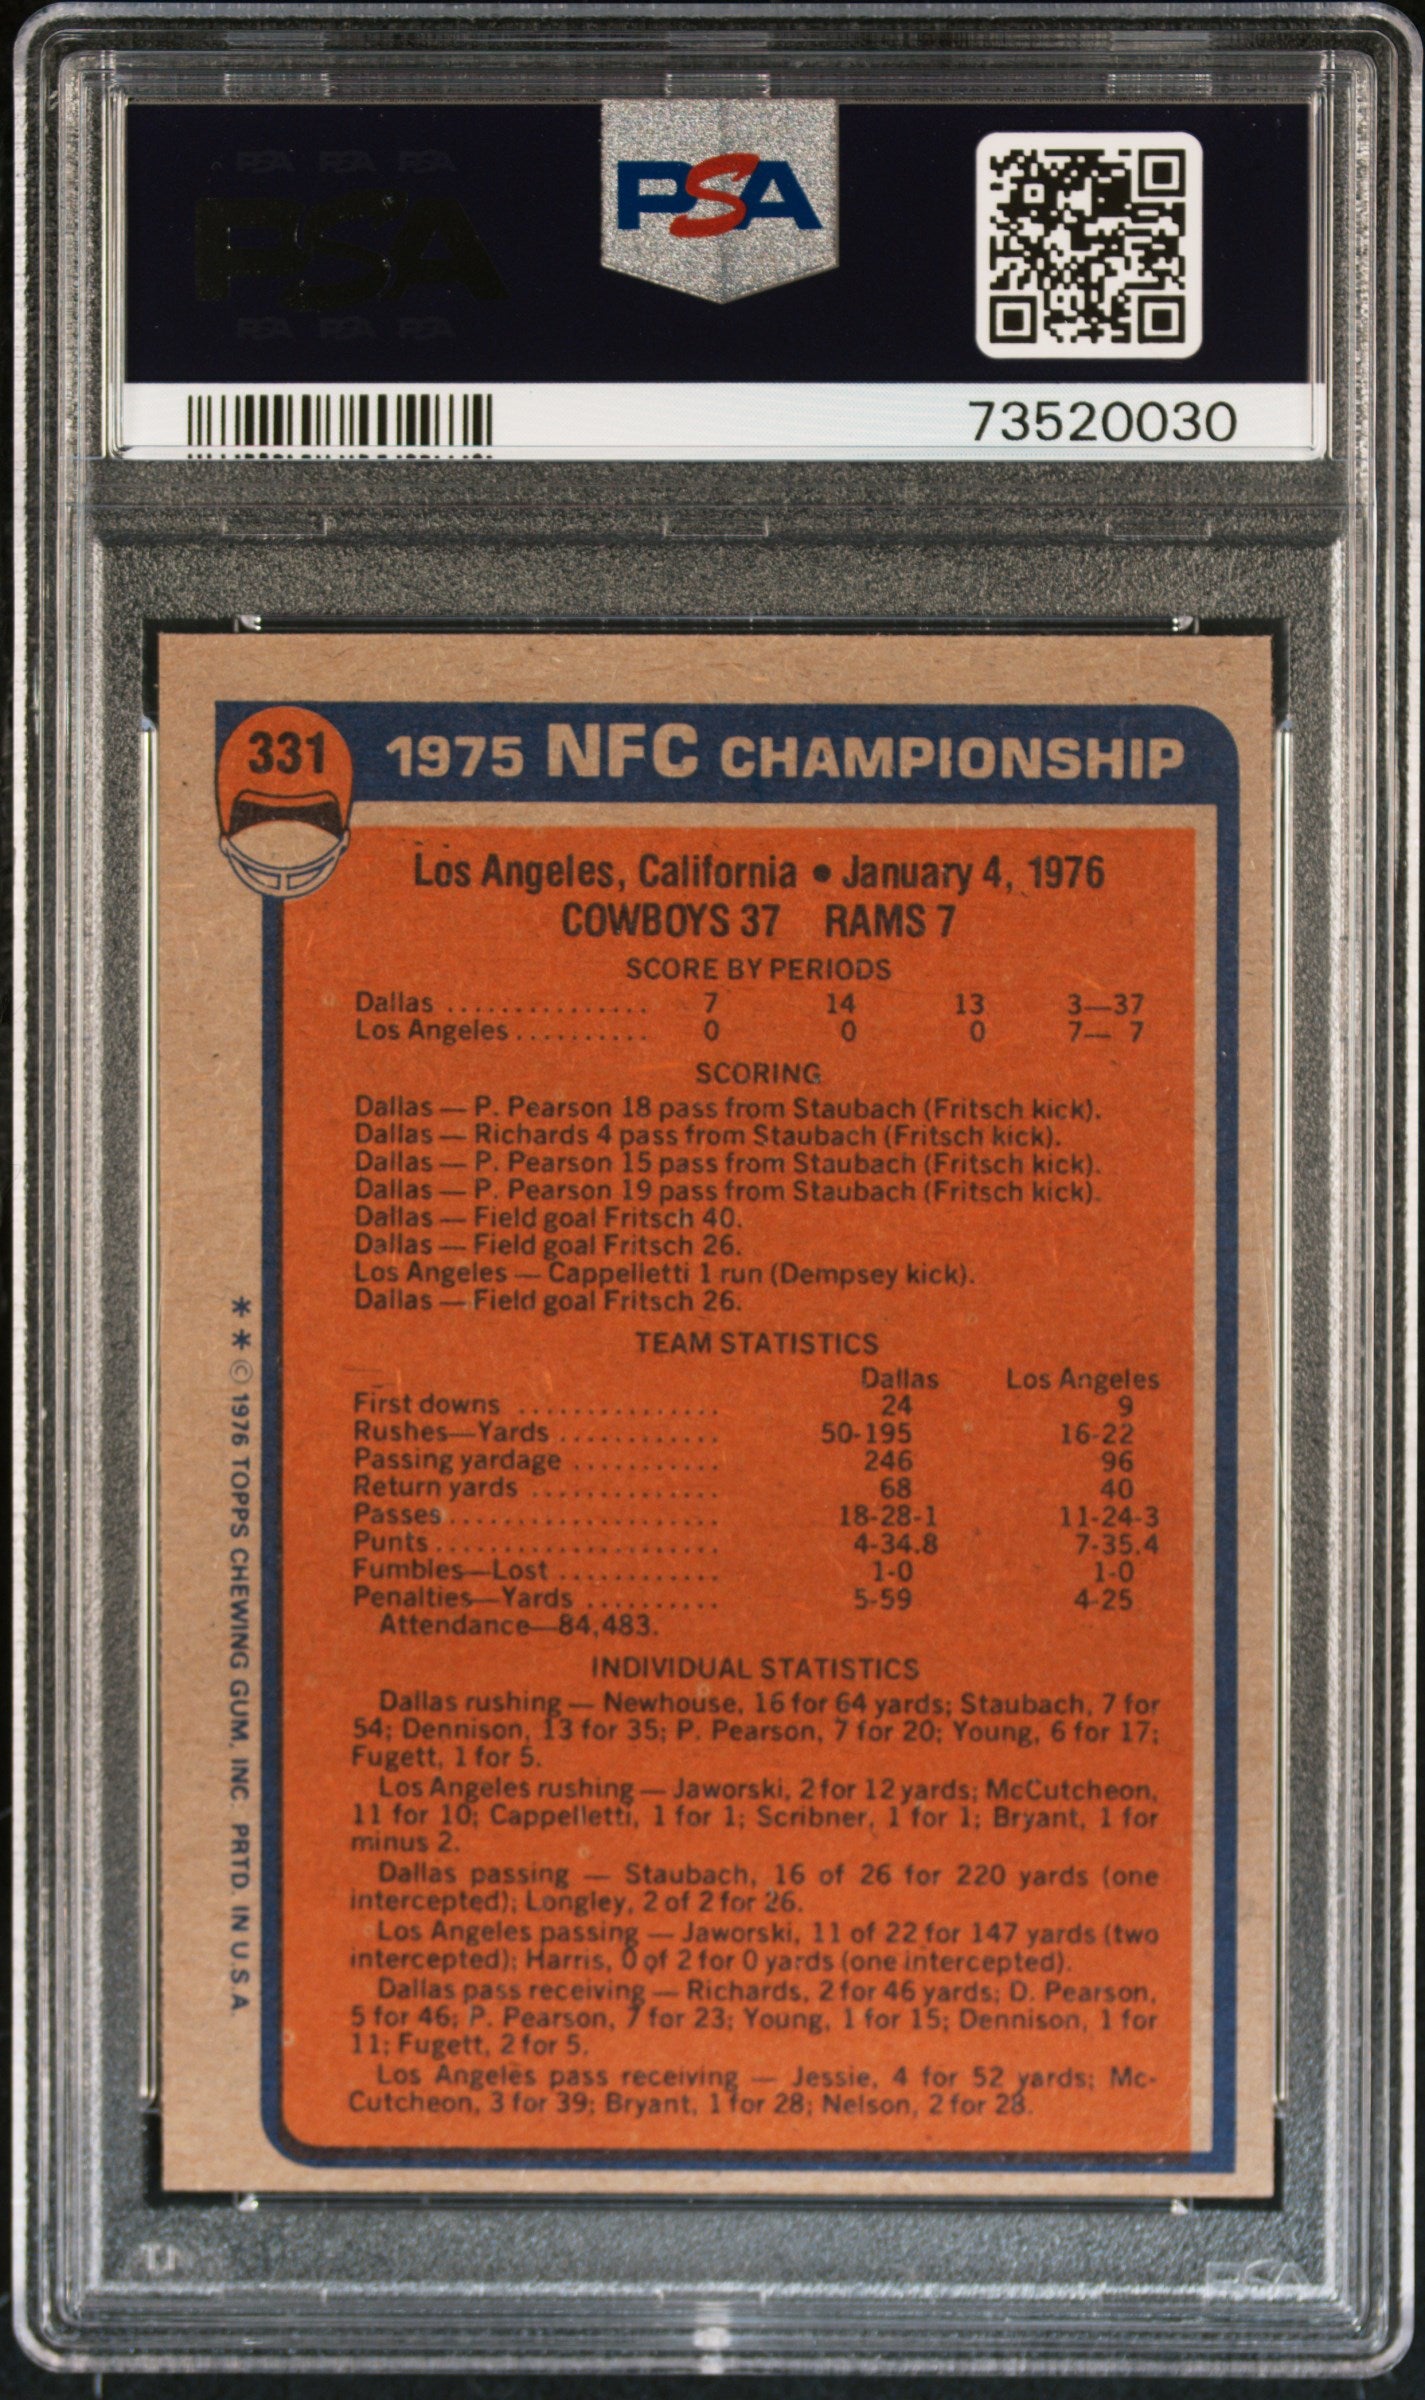 PSA PSA PSA
PSA
PSA PSA PSA
PSA
73520030
331
1975 NFC CHAMPIONSHIP
Los Angeles, California • January 4, 1976
COWBOYS 37 RAMS 7
SCORE BY PERIODS
Dallas ............... 7 14 13 3—37
Los Angeles.......... 0 0 0 7— 7
SCORING
Dallas — P. Pearson 18 pass from Staubach (Fritsch kick).
Dallas — Richards 4 pass from Staubach (Fritsch kick).
Dallas — P. Pearson 15 pass from Staubach (Fritsch kick).
Dallas — P. Pearson 19 pass from Staubach (Fritsch kick).
Dallas — Field goal Fritsch 40.
Dallas — Field goal Fritsch 26.
Los Angeles — Cappelletti 1 run (Dempsey kick).
Dallas — Field goal Fritsch 26.
TEAM STATISTICS
Dallas Los Angeles
First downs ............... 24 9
Rushes—Yards ............ 50-195 16-22
Passing yardage ........... 246 96
Return yards .............. 68 40
Passes.................... 18-28-1 11-24-3
Punts..................... 4-34.8 7-35.4
Fumbles—Lost ............ 1-0 1-0
Penalties—Yards .......... 5-59 4-25
Attendance—84,483.
INDIVIDUAL STATISTICS
Dallas rushing — Newhouse, 16 for 64 yards; Staubach, 7 for
54; Dennison, 13 for 35; P. Pearson, 7 for 20; Young, 6 for 17;
Fugett, 1 for 5.
Los Angeles rushing — Jaworski, 2 for 12 yards; McCutcheon,
11 for 10; Cappelletti, 1 for 1; Scribner, 1 for 1; Bryant, 1 for
minus 2.
Dallas passing — Staubach, 16 of 26 for 220 yards (one
intercepted); Longley, 2 of 2 for 26.
Los Angeles passing — Jaworski, 11 of 22 for 147 yards (two
intercepted); Harris, 0 of 2 for 0 yards (one intercepted).
Dallas pass receiving — Richards, 2 for 46 yards; D. Pearson,
5 for 46; P. Pearson, 7 for 23; Young, 1 for 15; Dennison, 1 for
11; Fugett, 2 for 5.
Los Angeles pass receiving — Jessie, 4 for 52 yards; Mc-
Cutcheon, 3 for 39; Bryant, 1 for 28; Nelson, 2 for 28.
** © 1976 TOPPS CHEWING GUM, INC. PRTD. IN U.S.A.
PSA